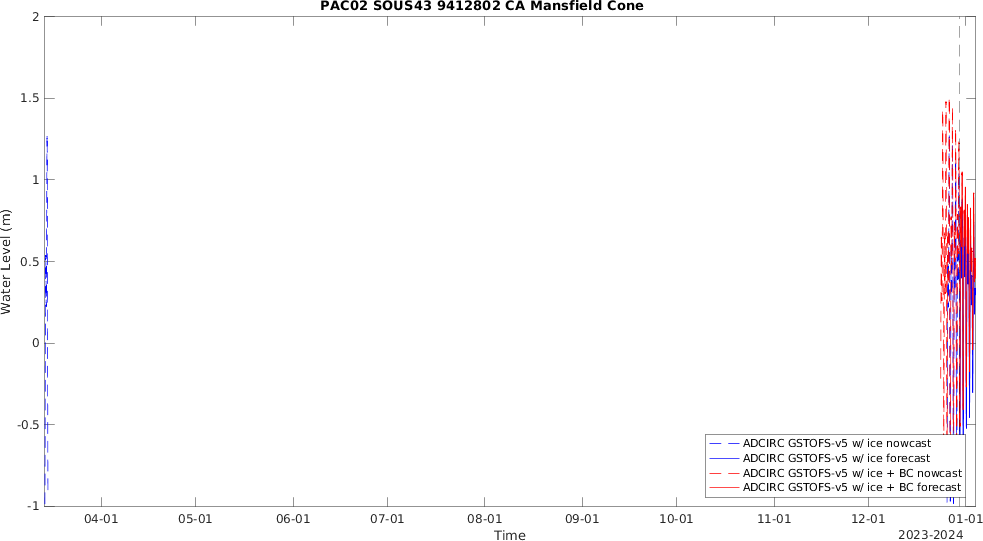 PAC02 SOUS43 9412802 CA Mansfield Cone
2
1.5
1
0.5
0
-0.5
-1
Water Level (m)
04-01 05-01 06-01 07-01 08-01 09-01 10-01 11-01 12-01 01-01
Time
2023-2024
ADCIRC GSTOFS-v5 w/ ice nowcast
ADCIRC GSTOFS-v5 w/ ice forecast
ADCIRC GSTOFS-v5 w/ ice + BC nowcast
ADCIRC GSTOFS-v5 w/ ice + BC forecast